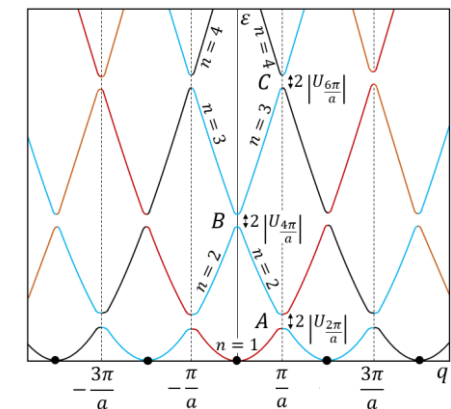 ε
n = 4
n = 4
C
2 |U_{6π/a}|
n = 3
n = 3
B
2 |U_{4π/a}|
n = 2
n = 2
A
2 |U_{2π/a}|
n = 1
−3π/a
−π/a
π/a
3π/a
q